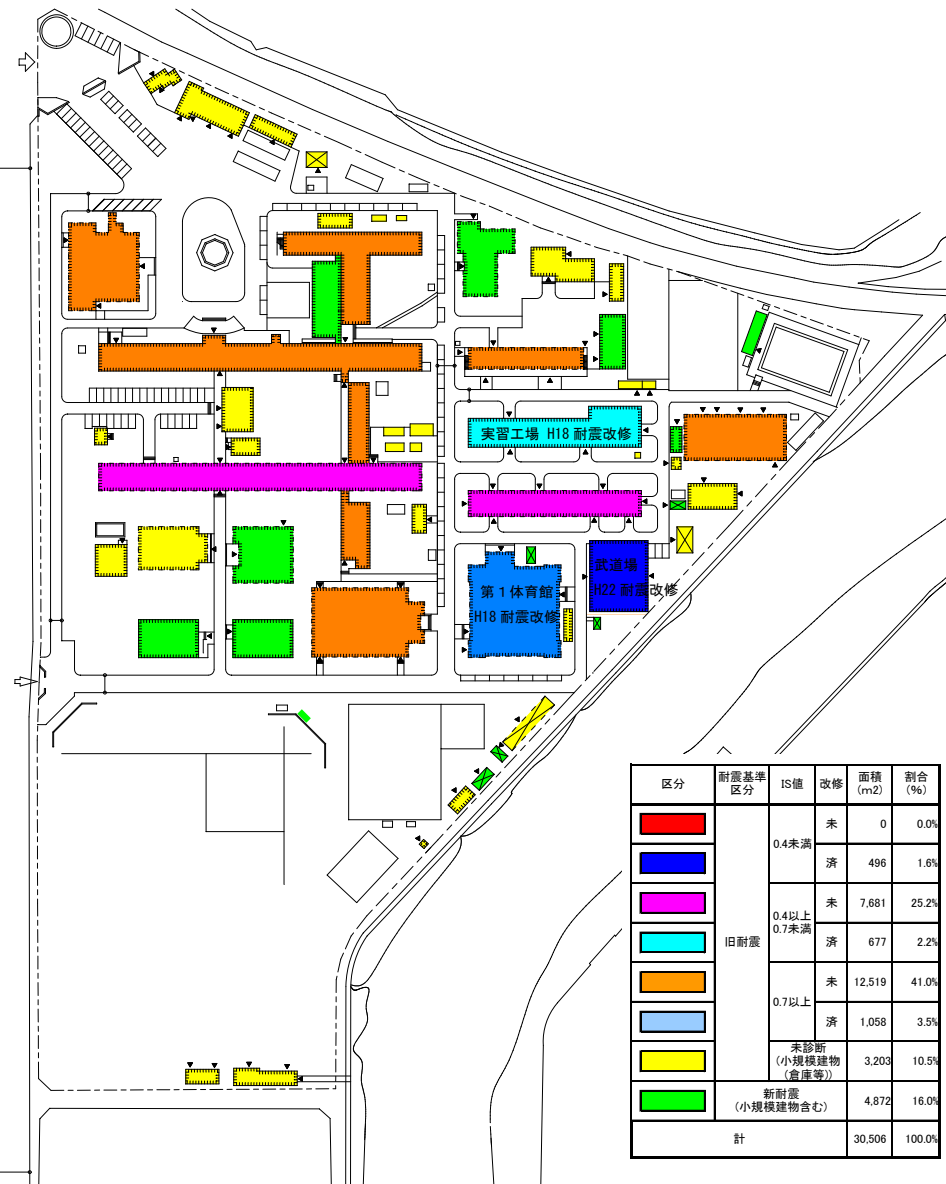 実習工場 H18 耐震改修
武道場
H22 耐震改修
第１体育館
H18 耐震改修
区分 耐震基準区分 IS値 改修 面積(m2) 割合(%)
旧耐震 0.4未満 未 0 0.0%
済 496 1.6%
0.4以上0.7未満 未 7,681 25.2%
済 677 2.2%
0.7以上 未 12,519 41.0%
済 1,058 3.5%
未診断(小規模建物(倉庫等)) 3,203 10.5%
新耐震(小規模建物含む) 4,872 16.0%
計 30,506 100.0%